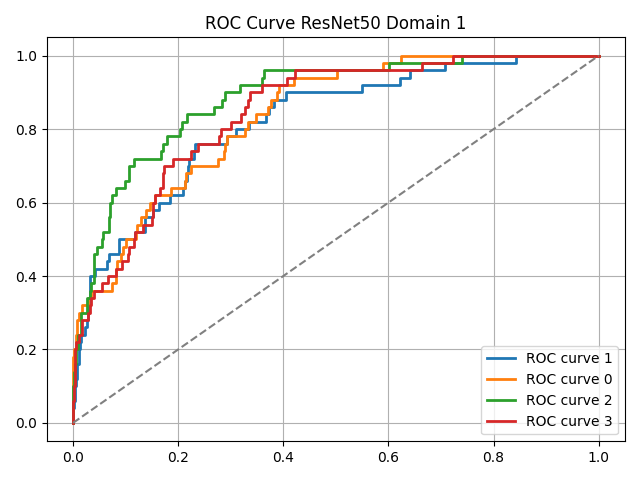 ROC Curve ResNet50 Domain 1
1.0
0.8
0.6
0.4
0.2
0.0
0.0 0.2 0.4 0.6 0.8 1.0
ROC curve 1
ROC curve 0
ROC curve 2
ROC curve 3